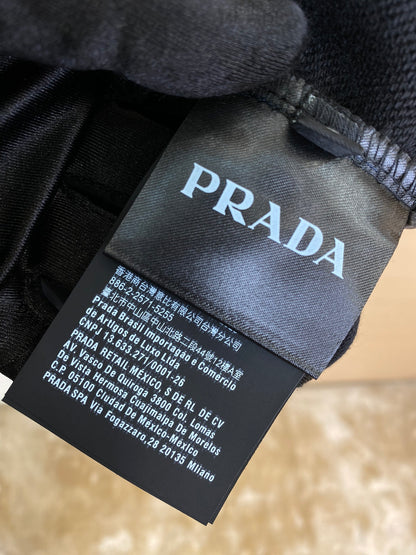 PRADA
香港商台灣普拉達有限公司台灣分公司
886-2-2571-5255
臺北市中山區中山北路二段44號12樓A室
Prada Brasil Importação e Comércio
de Artigos de Luxo Ltda
CNPJ 13.633.271/0001-26
PRADA RETAIL MÉXICO, S DE RL DE CV
AV. Vasco De Quiroga 3800 Col. Lomas
De Vista Hermosa Cuajimalpa De Morelos
C.P. 05100 Ciudad De México-México
PRADA SPA Via Fogazzaro,28 20135 Milano